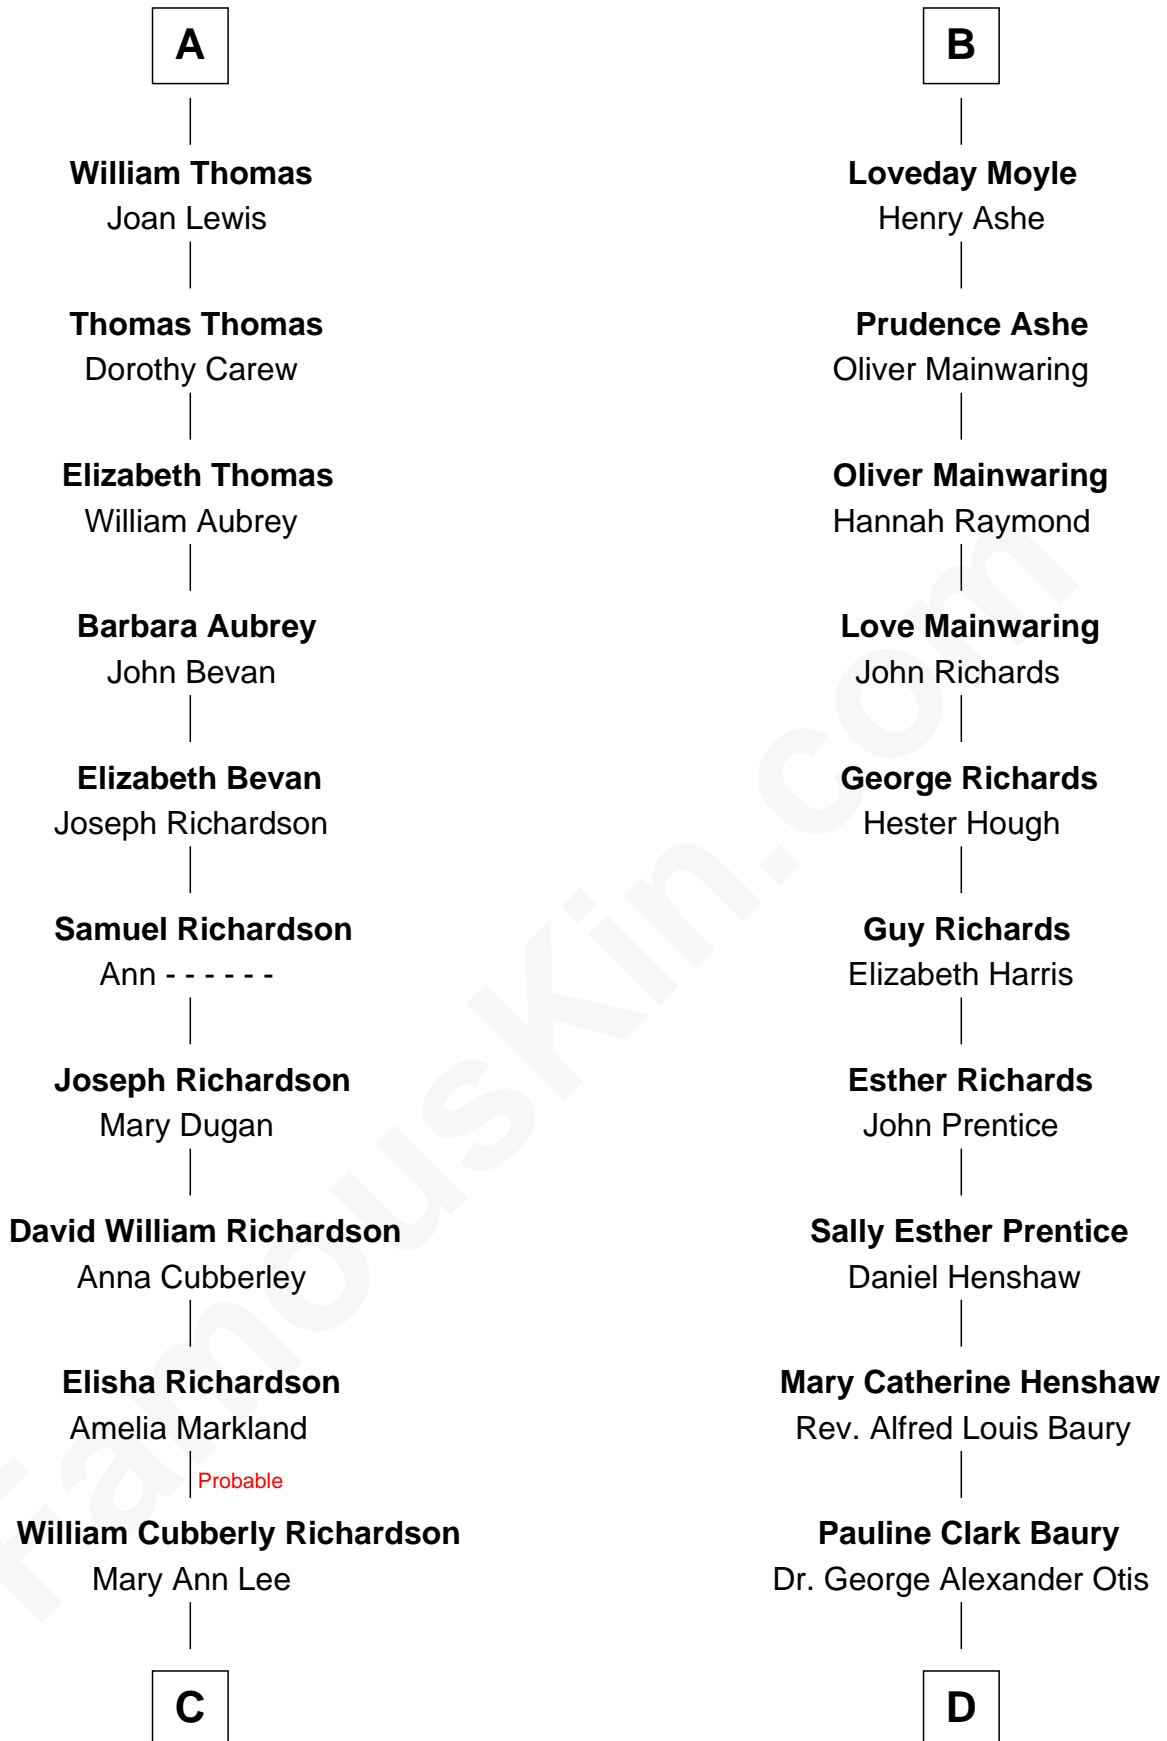 A
William Thomas
Joan Lewis
Thomas Thomas
Dorothy Carew
Elizabeth Thomas
William Aubrey
Barbara Aubrey
John Bevan
Elizabeth Bevan
Joseph Richardson
Samuel Richardson
Ann - - - - - -
Joseph Richardson
Mary Dugan
David William Richardson
Anna Cubberley
Elisha Richardson
Amelia Markland
Probable
William Cubberly Richardson
Mary Ann Lee
C
B
Loveday Moyle
Henry Ashe
Prudence Ashe
Oliver Mainwaring
Oliver Mainwaring
Hannah Raymond
Love Mainwaring
John Richards
George Richards
Hester Hough
Guy Richards
Elizabeth Harris
Esther Richards
John Prentice
Sally Esther Prentice
Daniel Henshaw
Mary Catherine Henshaw
Rev. Alfred Louis Baury
Pauline Clark Baury
Dr. George Alexander Otis
D
FamousKin.com